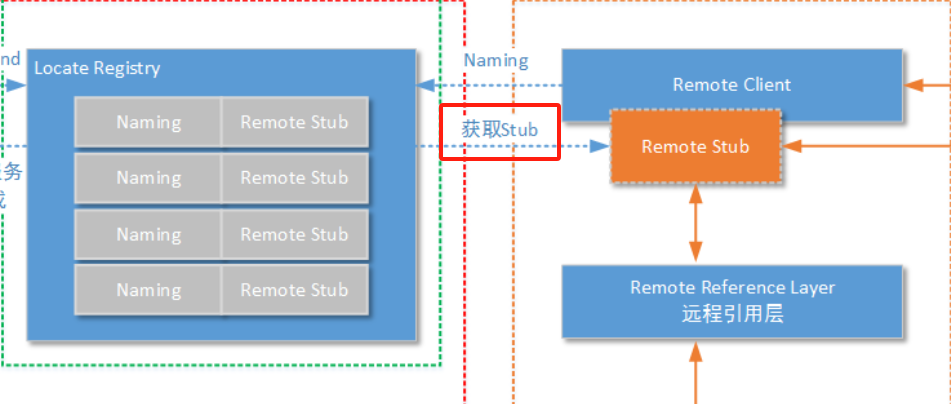 nd
Locate Registry
Naming
Remote Client
Naming Remote Stub
获取Stub
Remote Stub
Naming Remote Stub
务
Naming Remote Stub
Naming Remote Stub
Remote Reference Layer
远程引用层